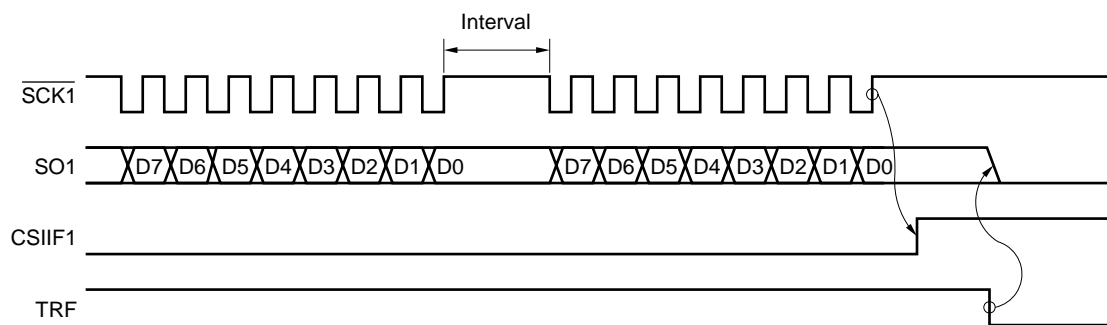 Interval
SCK1
SO1 D7 D6 D5 D4 D3 D2 D1 D0 D7 D6 D5 D4 D3 D2 D1 D0
CSIIF1
TRF